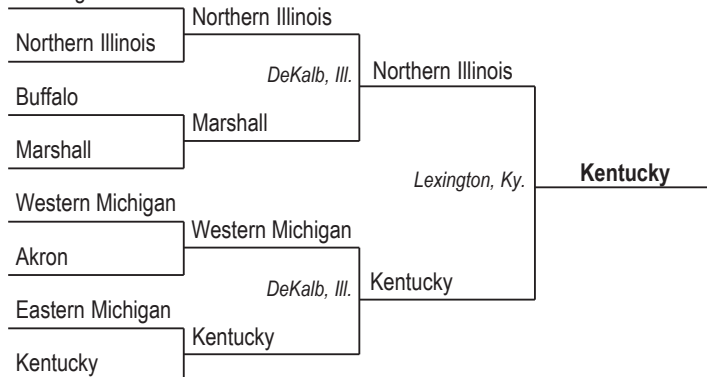 Northern Illinois
Northern Illinois
DeKalb, Ill.
Northern Illinois
Buffalo
Marshall
Marshall
Lexington, Ky.
Kentucky
Western Michigan
Western Michigan
Akron
DeKalb, Ill.
Kentucky
Eastern Michigan
Kentucky
Kentucky